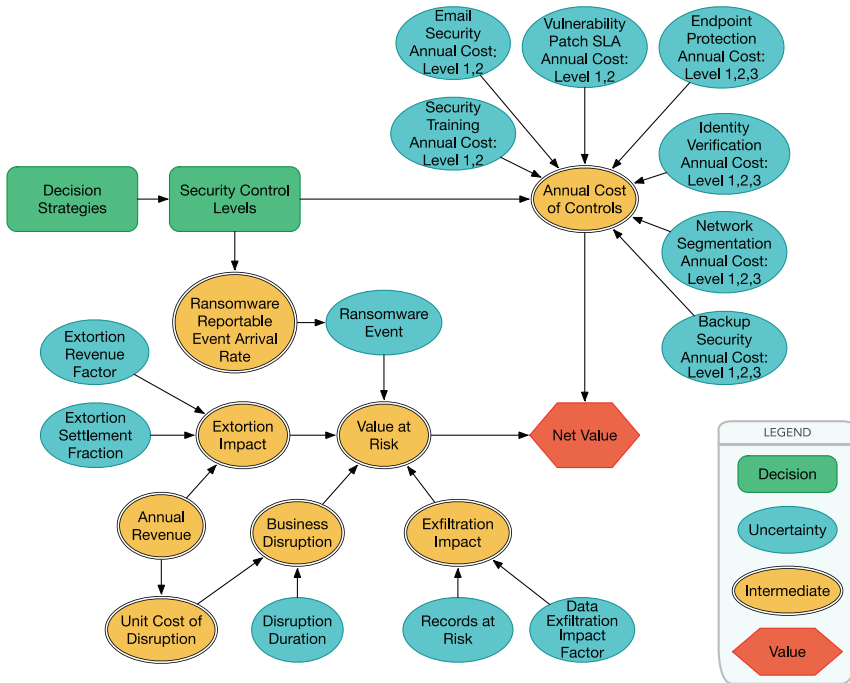 Email
Security
Annual Cost:
Level 1,2
Vulnerability
Patch SLA
Annual Cost:
Level 1,2
Endpoint
Protection
Annual Cost:
Level 1,2,3
Security
Training
Annual Cost:
Level 1,2
Identity
Verification
Annual Cost:
Level 1,2,3
Decision
Strategies
Security Control
Levels
Annual Cost
of Controls
Network
Segmentation
Annual Cost:
Level 1,2,3
Ransomware
Reportable
Event Arrival
Rate
Ransomware
Event
Backup
Security
Annual Cost:
Level 1,2,3
Extortion
Revenue
Factor
Extortion
Settlement
Fraction
Extortion
Impact
Value at
Risk
Net Value
Annual
Revenue
Business
Disruption
Exfiltration
Impact
Unit Cost of
Disruption
Disruption
Duration
Records at
Risk
Data
Exfiltration
Impact
Factor
LEGEND
Decision
Uncertainty
Intermediate
Value